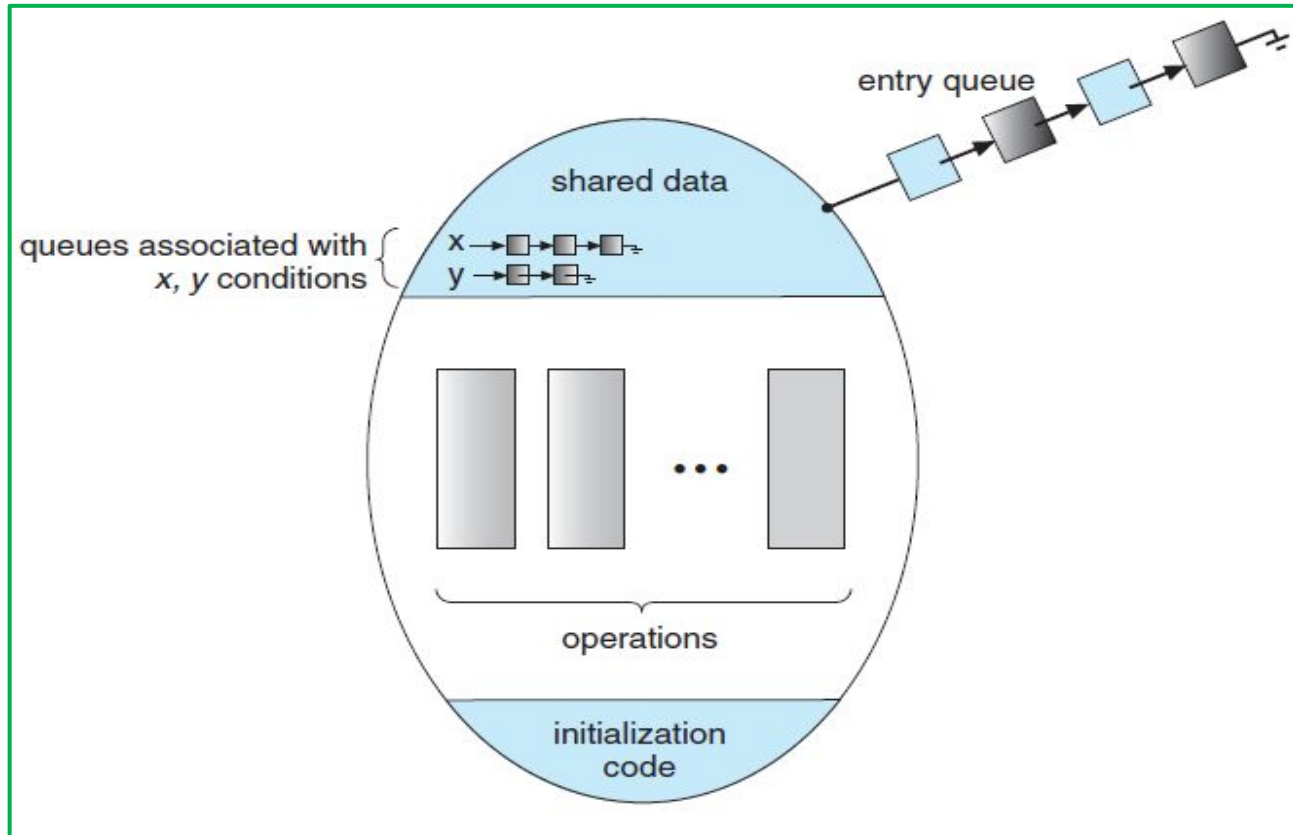 entry queue
shared data
queues associated with
x, y conditions
x
y
...
operations
initialization
code